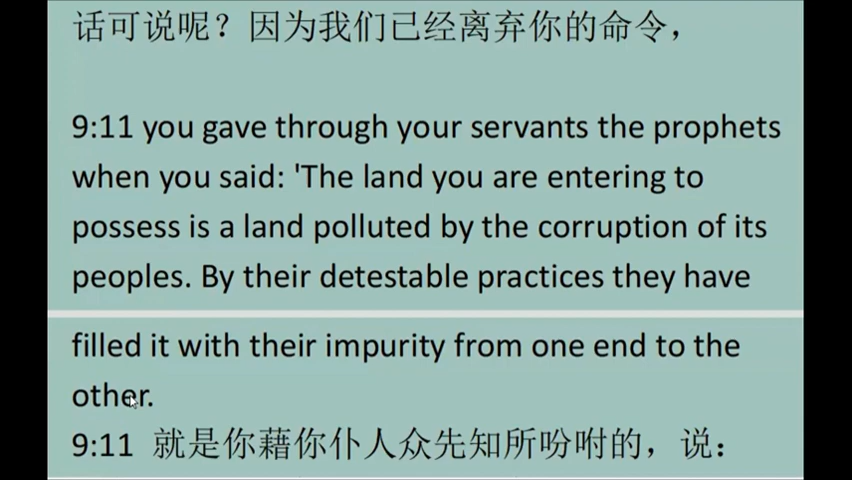 话可说呢？因为我们已经离弃你的命令，
9:11 you gave through your servants the prophets
when you said: 'The land you are entering to
possess is a land polluted by the corruption of its
peoples. By their detestable practices they have
filled it with their impurity from one end to the
other.
9:11 就是你藉你仆人众先知所吩咐的，说：